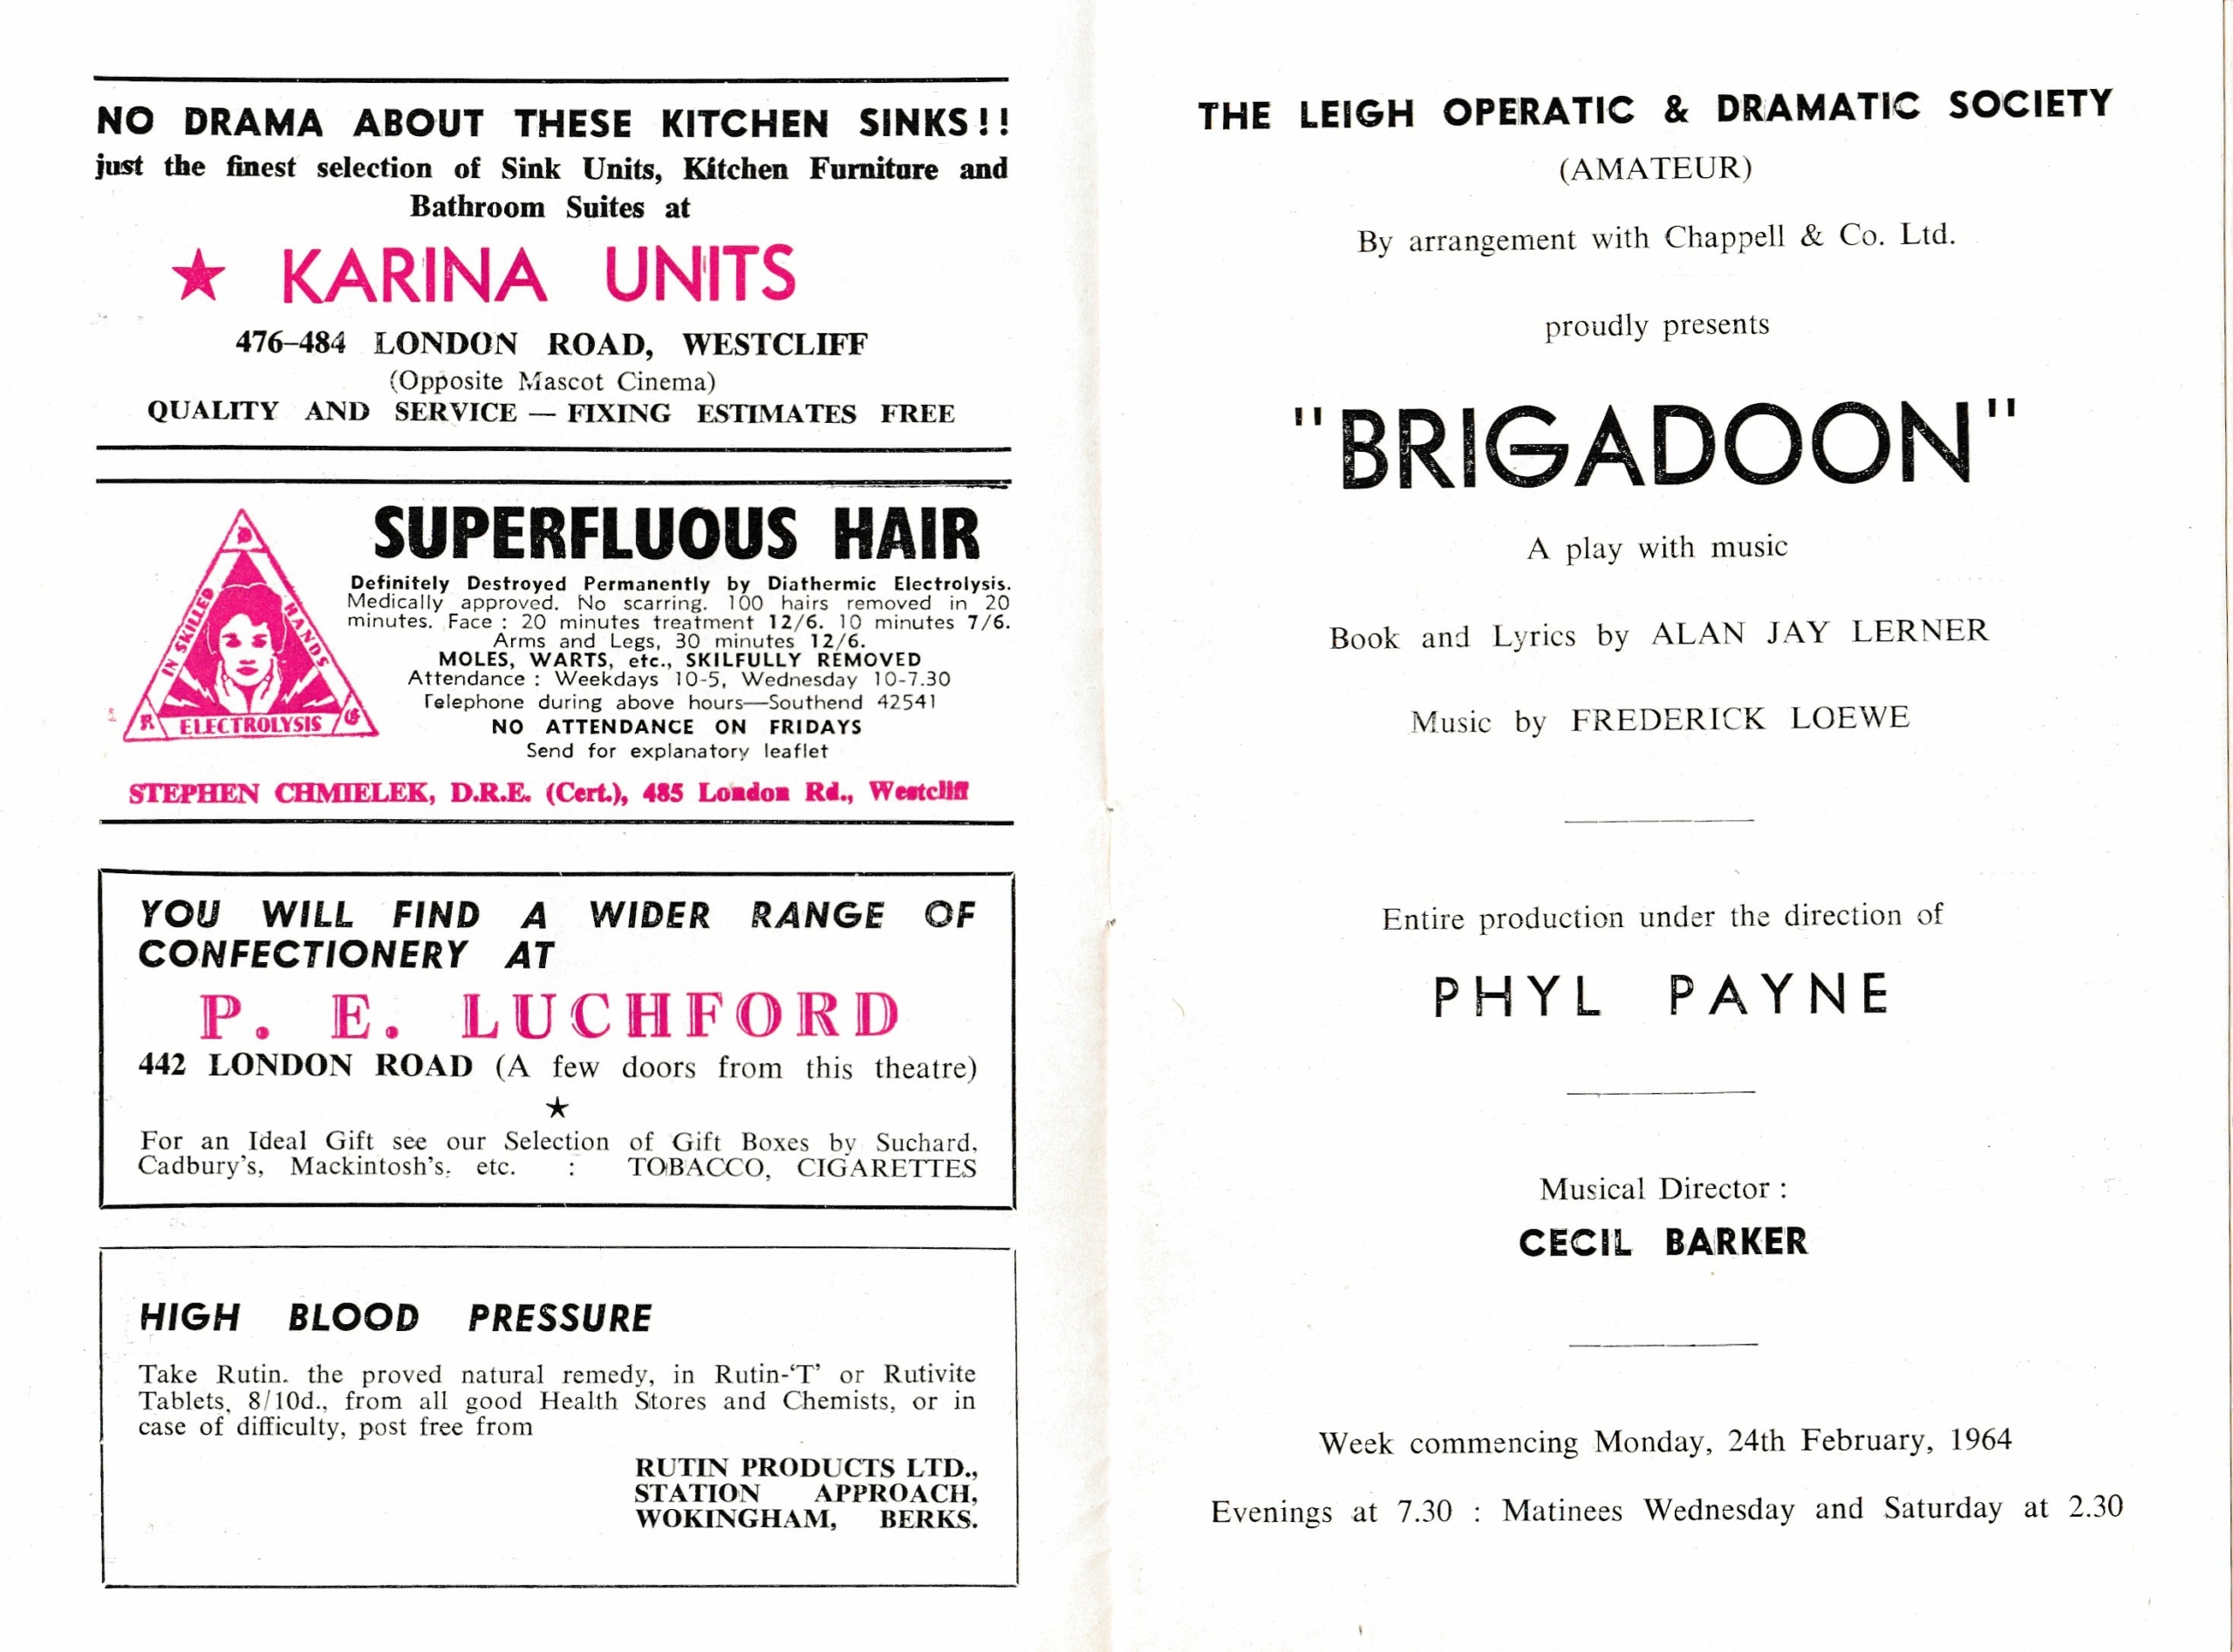 NO DRAMA ABOUT THESE KITCHEN SINKS!!
just the finest selection of Sink Units, Kitchen Furniture and
Bathroom Suites at
★ KARINA UNITS
476–484 LONDON ROAD, WESTCLIFF
(Opposite Mascot Cinema)
QUALITY AND SERVICE — FIXING ESTIMATES FREE
SUPERFLUOUS HAIR
Definitely Destroyed Permanently by Diathermic Electrolysis.
Medically approved. No scarring. 100 hairs removed in 20
minutes. Face : 20 minutes treatment 12/6. 10 minutes 7/6.
Arms and Legs, 30 minutes 12/6.
MOLES, WARTS, etc., SKILFULLY REMOVED
Attendance : Weekdays 10-5, Wednesday 10-7.30
Telephone during above hours—Southend 42541
NO ATTENDANCE ON FRIDAYS
Send for explanatory leaflet
IN SKILLED
HANDS
ELECTROLYSIS
STEPHEN CHMIELEK, D.R.E. (Cert.), 485 London Rd., Westcliff
YOU WILL FIND A WIDER RANGE OF
CONFECTIONERY AT
P. E. LUCHFORD
442 LONDON ROAD (A few doors from this theatre)
★
For an Ideal Gift see our Selection of Gift Boxes by Suchard,
Cadbury's, Mackintosh's, etc. : TOBACCO, CIGARETTES
HIGH BLOOD PRESSURE
Take Rutin. the proved natural remedy, in Rutin-‘T’ or Rutivite
Tablets, 8/10d., from all good Health Stores and Chemists, or in
case of difficulty, post free from
RUTIN PRODUCTS LTD.,
STATION APPROACH,
WOKINGHAM, BERKS.
THE LEIGH OPERATIC & DRAMATIC SOCIETY
(AMATEUR)
By arrangement with Chappell & Co. Ltd.
proudly presents
"BRIGADOON"
A play with music
Book and Lyrics by ALAN JAY LERNER
Music by FREDERICK LOEWE
Entire production under the direction of
PHYL PAYNE
Musical Director :
CECIL BARKER
Week commencing Monday, 24th February, 1964
Evenings at 7.30 : Matinees Wednesday and Saturday at 2.30